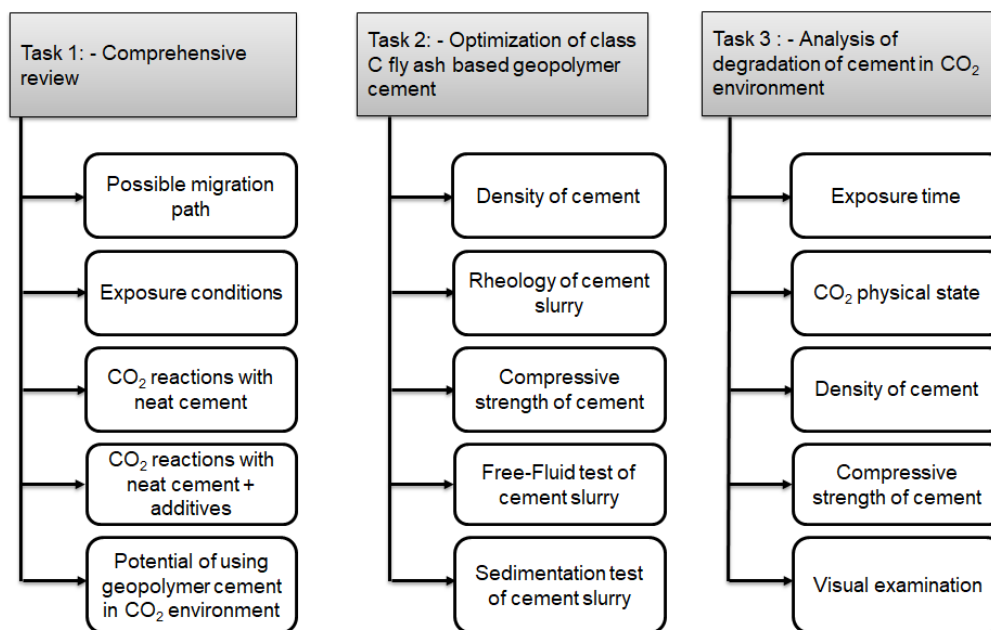 Task 1: - Comprehensive
review
Possible migration
path
Exposure conditions
CO₂ reactions with
neat cement
CO₂ reactions with
neat cement +
additives
Potential of using
geopolymer cement
in CO₂ environment
Task 2: - Optimization of class
C fly ash based geopolymer
cement
Density of cement
Rheology of cement
slurry
Compressive
strength of cement
Free-Fluid test of
cement slurry
Sedimentation test
of cement slurry
Task 3 : - Analysis of
degradation of cement in CO₂
environment
Exposure time
CO₂ physical state
Density of cement
Compressive
strength of cement
Visual examination